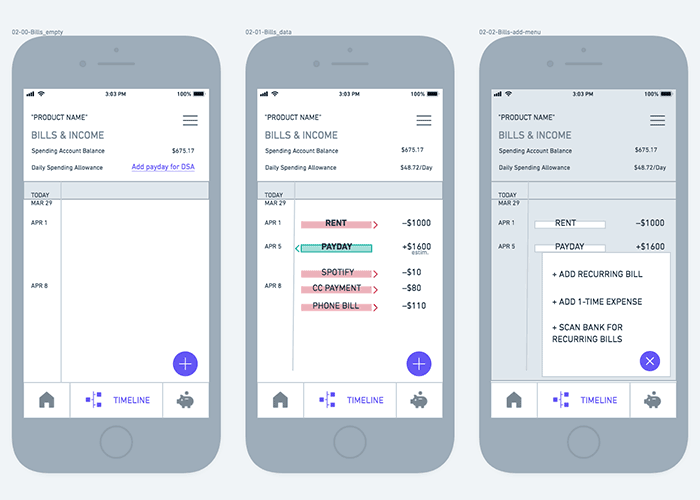 02-00-Bills_empty
3:03 PM
100%
"PRODUCT NAME"
BILLS & INCOME
Spending Account Balance $675.17
Daily Spending Allowance Add payday for DSA
TODAY
MAR 29
APR 1
APR 5
APR 8
+
TIMELINE
02-01-Bills_data
3:03 PM
100%
"PRODUCT NAME"
BILLS & INCOME
Spending Account Balance $675.17
Daily Spending Allowance $48.72/Day
TODAY
MAR 29
APR 1 RENT –$1000
APR 5 PAYDAY +$1600
estim.
SPOTIFY –$10
APR 8 CC PAYMENT –$80
PHONE BILL –$110
+
TIMELINE
02-02-Bills-add-menu
3:03 PM
100%
"PRODUCT NAME"
BILLS & INCOME
Spending Account Balance $675.17
Daily Spending Allowance $48.72/Day
TODAY
MAR 29
APR 1 RENT –$1000
APR 5 PAYDAY +$1600
+ ADD RECURRING BILL
+ ADD 1-TIME EXPENSE
+ SCAN BANK FOR
RECURRING BILLS
TIMELINE